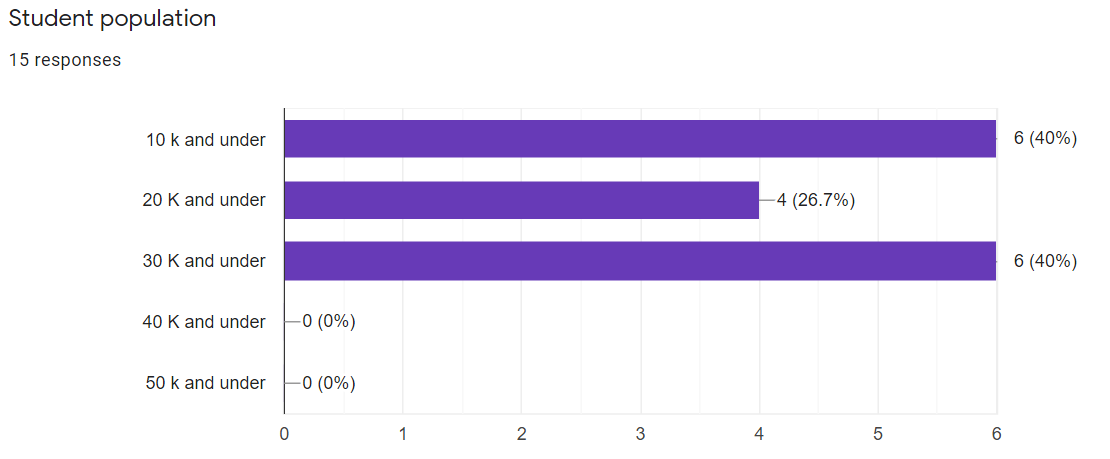 Student population
15 responses
10 k and under
6 (40%)
20 K and under
4 (26.7%)
30 K and under
6 (40%)
40 K and under
0 (0%)
50 k and under
0 (0%)
0 1 2 3 4 5 6